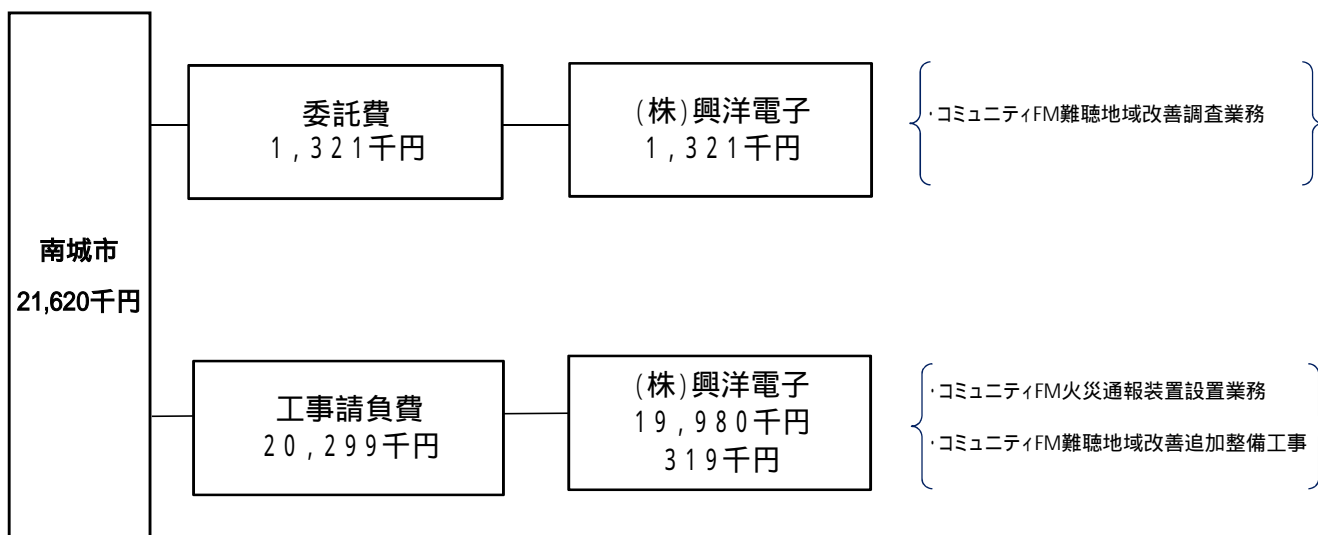 南城市
21,620千円
委託費
1,321千円
(株)興洋電子
1,321千円
・コミュニティFM難聴地域改善調査業務
工事請負費
20,299千円
(株)興洋電子
19,980千円
319千円
・コミュニティFM火災通報装置設置業務
・コミュニティFM難聴地域改善追加整備工事